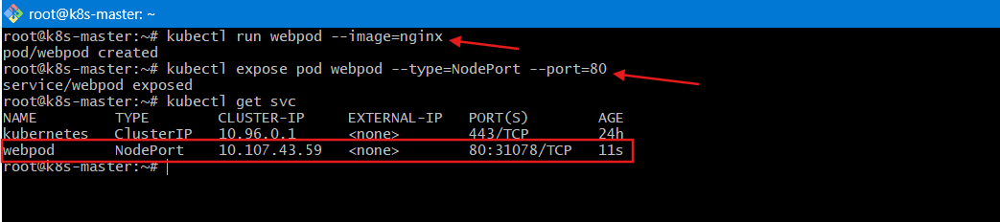 root@k8s-master: ~
root@k8s-master:~# kubectl run webpod --image=nginx
pod/webpod created
root@k8s-master:~# kubectl expose pod webpod --type=NodePort --port=80
service/webpod exposed
root@k8s-master:~# kubectl get svc
NAME TYPE CLUSTER-IP EXTERNAL-IP PORT(S) AGE
kubernetes ClusterIP 10.96.0.1 <none> 443/TCP 24h
webpod NodePort 10.107.43.59 <none> 80:31078/TCP 11s
root@k8s-master:~#